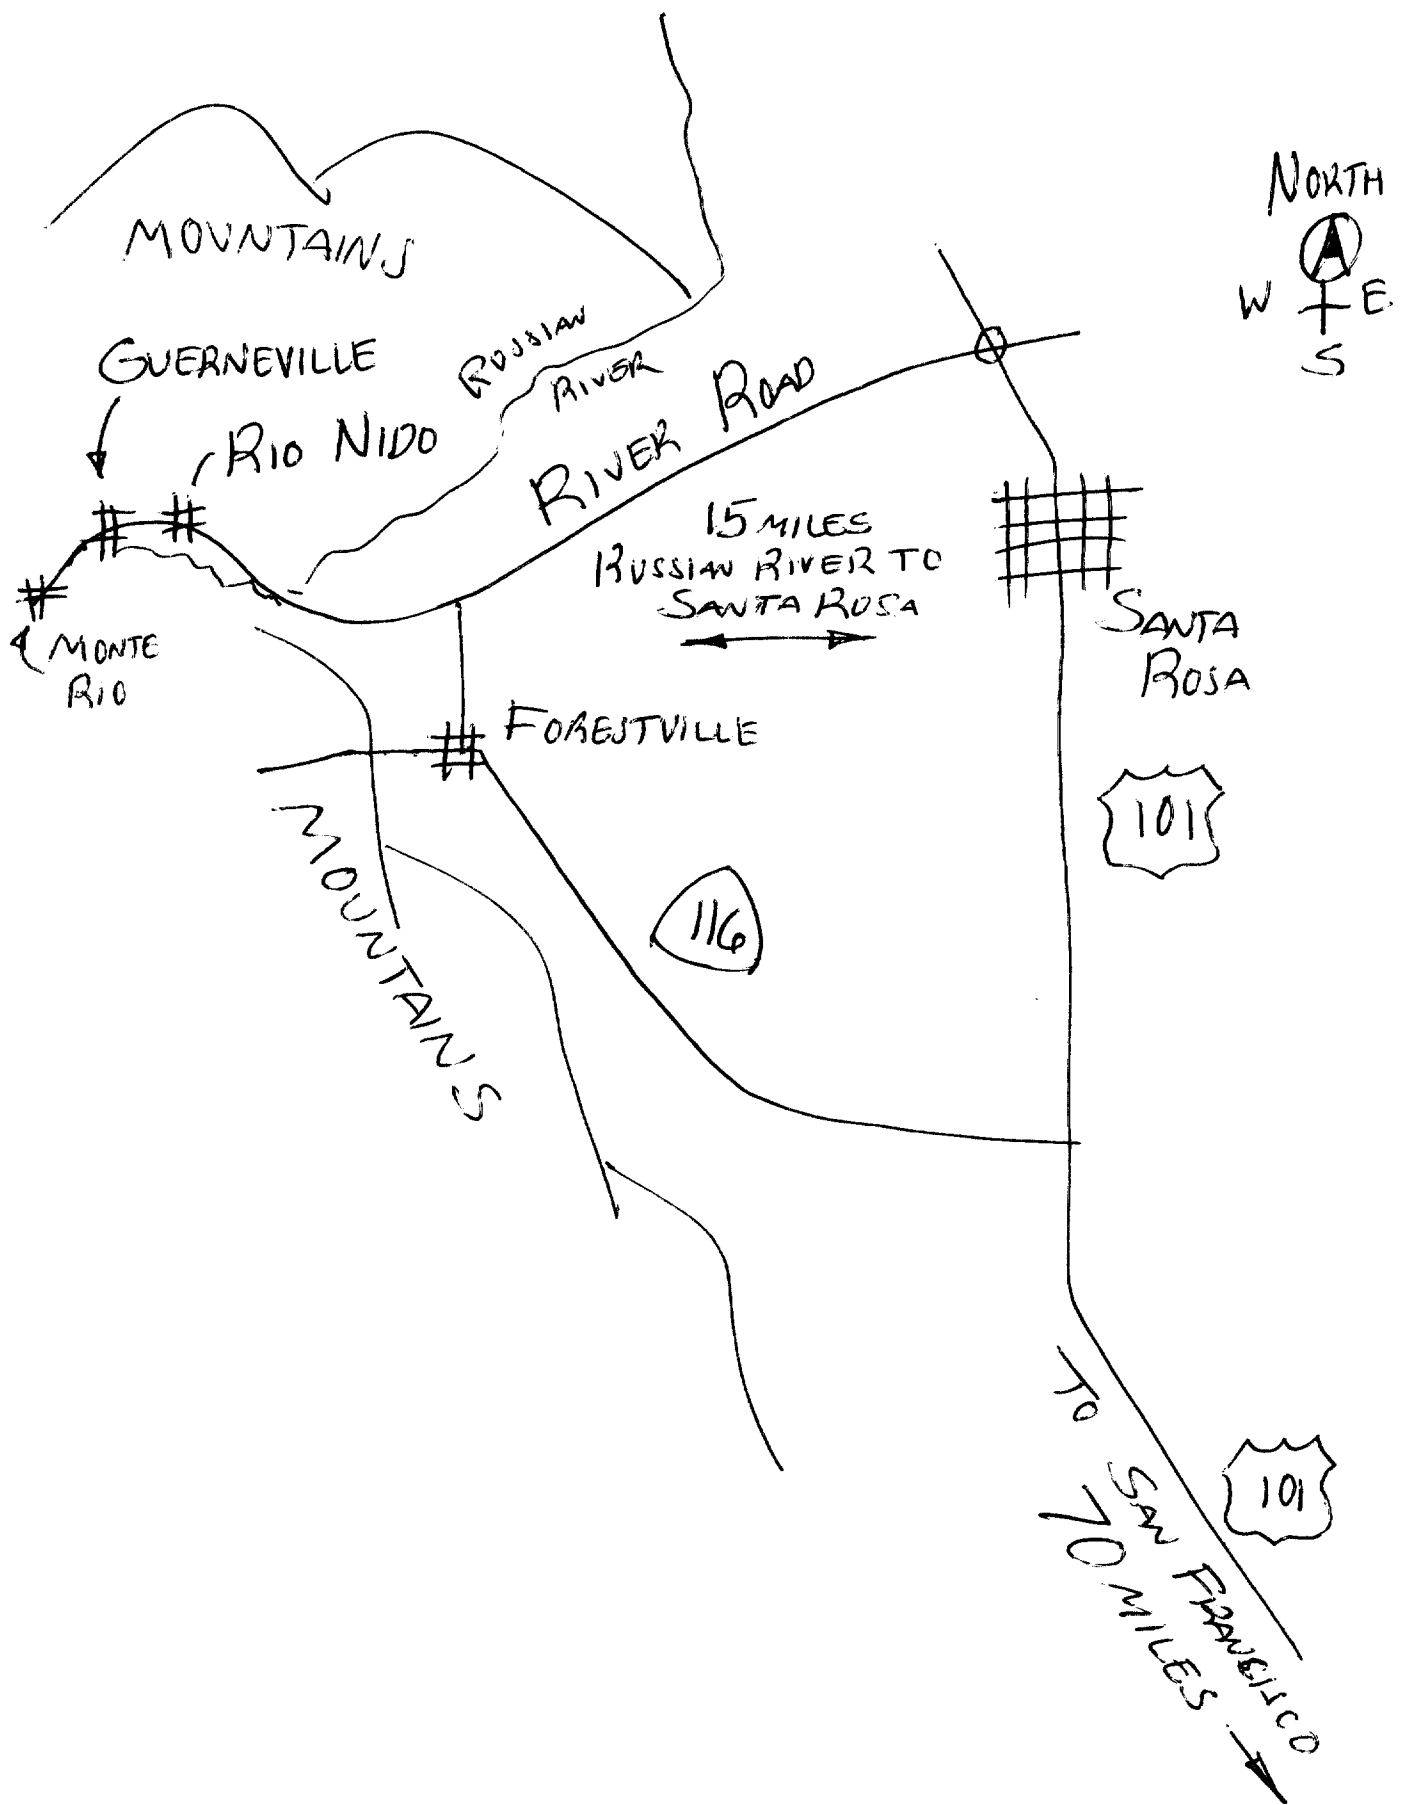 NORTH
W E
S
MOUNTAINS
GUERNEVILLE
RUSSIAN
RIVER
RIVER ROAD
RIO NIDO
15 MILES
RUSSIAN RIVER TO
SANTA ROSA
SANTA
ROSA
MONTE
RIO
FORESTVILLE
101
MOUNTAINS
116
TO SAN FRANCISCO
70 MILES
101